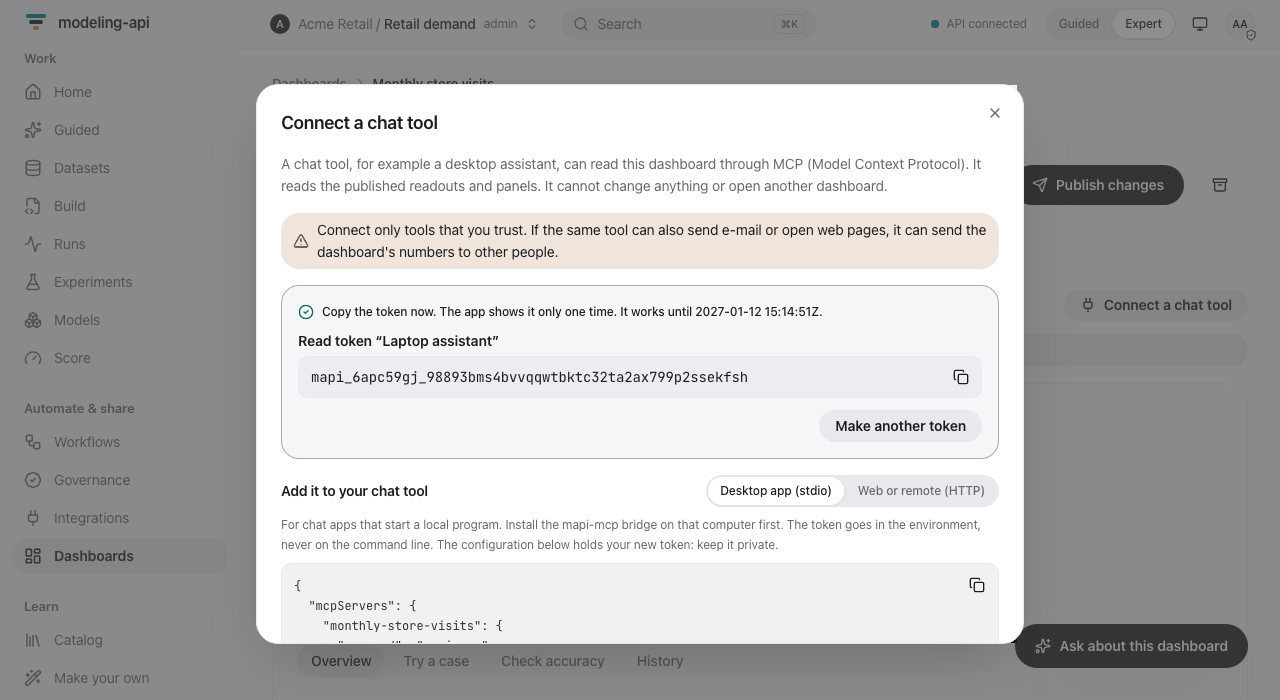 modeling-api
A Acme Retail / Retail demand admin
Search ⌘K
API connected
Guided Expert
AA
Work
Home
Guided
Datasets
Build
Runs
Experiments
Models
Score
Automate & share
Workflows
Governance
Integrations
Dashboards
Learn
Catalog
Make your own
Dashboards > Monthly store visits
Publish changes
Connect a chat tool
Connect a chat tool
A chat tool, for example a desktop assistant, can read this dashboard through MCP (Model Context Protocol). It
reads the published readouts and panels. It cannot change anything or open another dashboard.
Connect only tools that you trust. If the same tool can also send e-mail or open web pages, it can send the
dashboard's numbers to other people.
Copy the token now. The app shows it only one time. It works until 2027-01-12 15:14:51Z.
Read token “Laptop assistant”
mapi_6apc59gj_98893bms4bvvqqwtbktc32ta2ax799p2ssekfsh
Make another token
Add it to your chat tool
Desktop app (stdio) Web or remote (HTTP)
For chat apps that start a local program. Install the mapi-mcp bridge on that computer first. The token goes in the environment,
never on the command line. The configuration below holds your new token: keep it private.
{
"mcpServers": {
"monthly-store-visits": {
Overview Try a case Check accuracy History
Ask about this dashboard